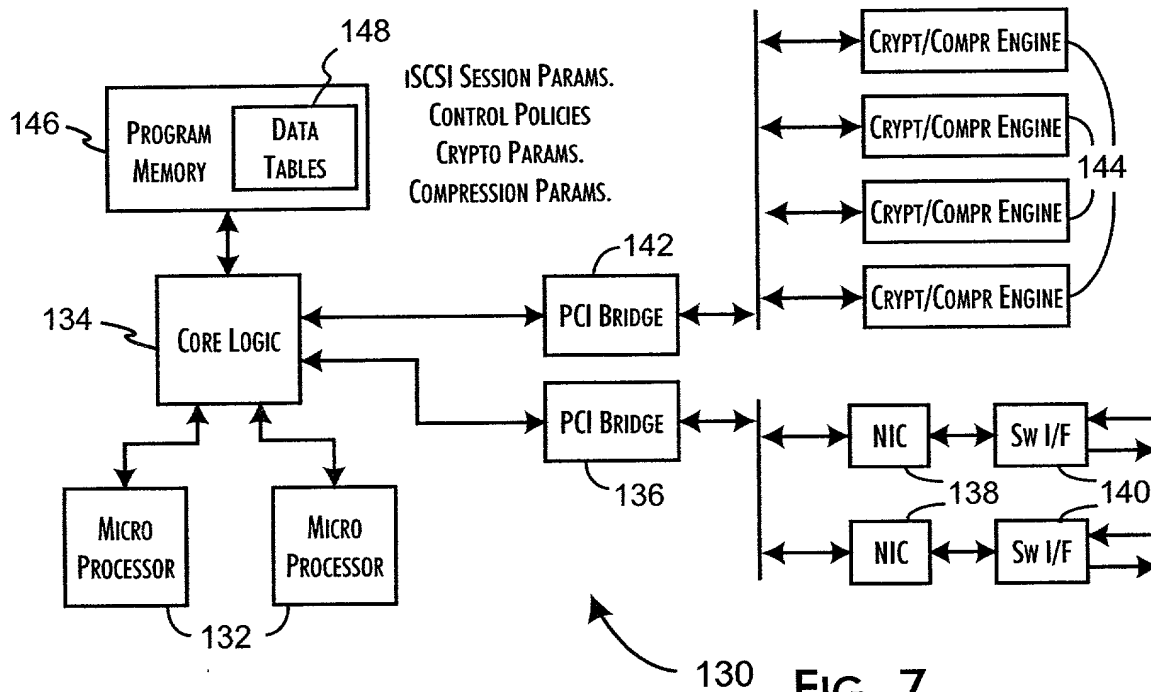 148
146
PROGRAM
MEMORY
DATA
TABLES
iSCSI SESSION PARAMS.
CONTROL POLICIES
CRYPTO PARAMS.
COMPRESSION PARAMS.
CRYPT/COMPR ENGINE
CRYPT/COMPR ENGINE
144
CRYPT/COMPR ENGINE
CRYPT/COMPR ENGINE
142
PCI BRIDGE
134
CORE LOGIC
PCI BRIDGE
136
NIC
SW I/F
138
140
NIC
SW I/F
MICRO
PROCESSOR
MICRO
PROCESSOR
132
130
FIG. 7